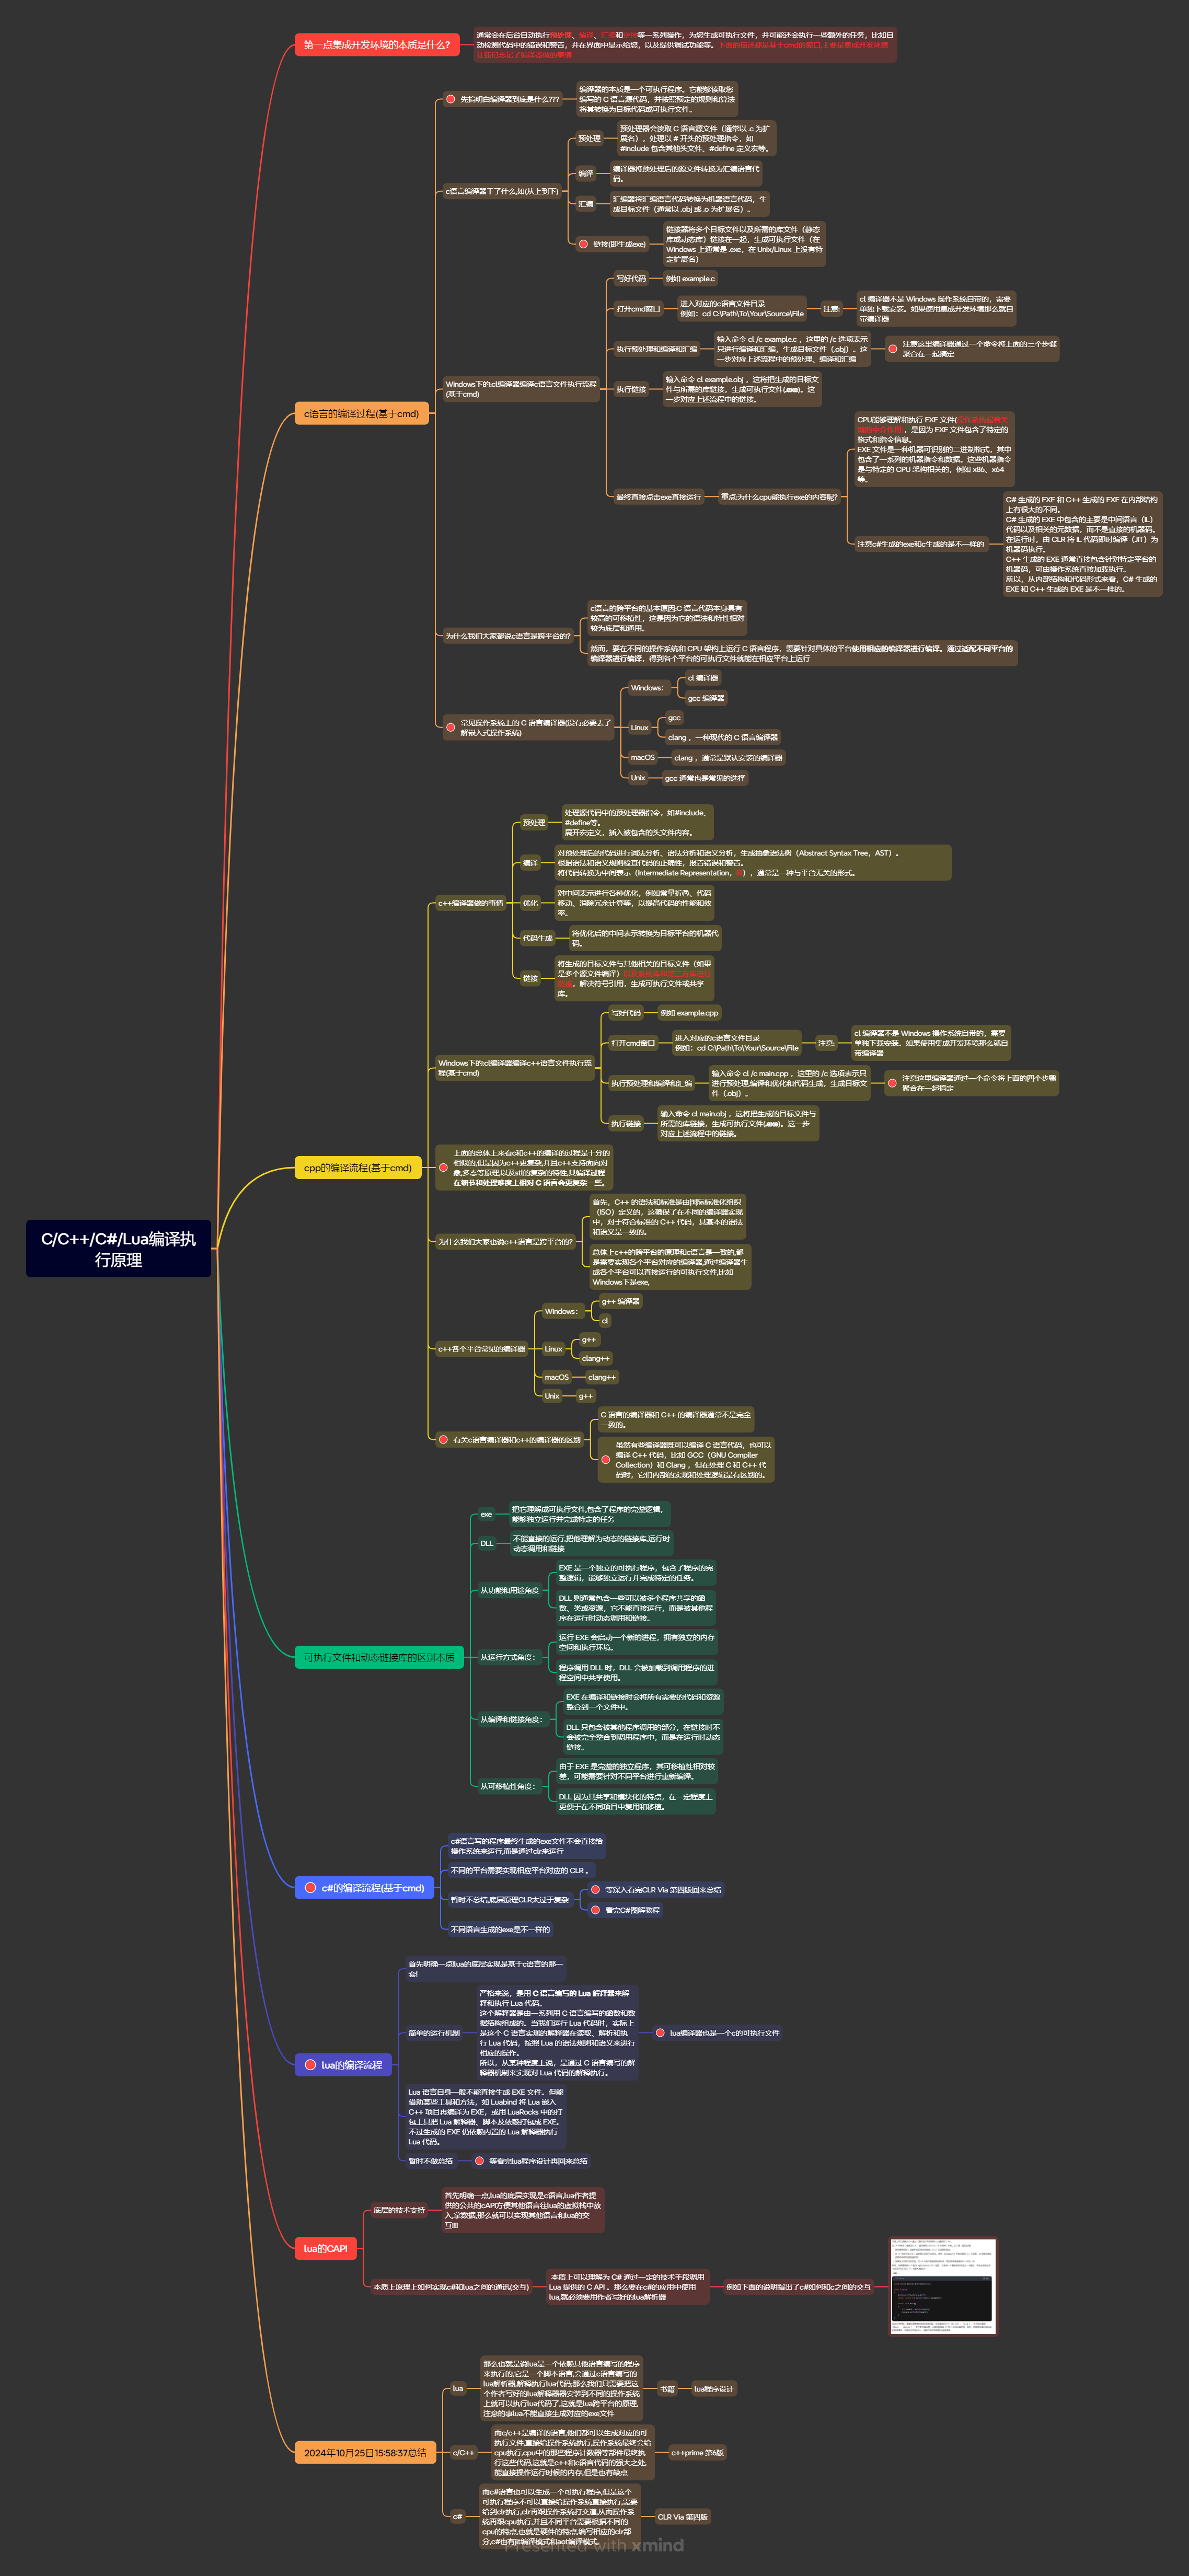 第一点集成开发环境的本质是什么?
通常会在后台自动执行预处理、编译、汇编和链接等一系列操作，为您生成可执行文件，并可能还会执行一些额外的任务，比如自
动检测代码中的错误和警告，并在界面中显示给您，以及提供调试功能等。下面的描述都是基于cmd的窗口,主要是集成开发环境
让我们忘记了编译器做的事情
c语言的编译过程(基于cmd)
先搞明白编译器到底是什么???
编译器的本质是一个可执行程序。它能够读取您
编写的 C 语言源代码，并按照预定的规则和算法
将其转换为目标代码或可执行文件。
c语言编译器干了什么,如(从上到下)
预处理
预处理器会读取 C 语言源文件（通常以 .c 为扩
展名），处理以 # 开头的预处理指令，如
#include 包含其他头文件、#define 定义宏等。
编译
编译器将预处理后的源文件转换为汇编语言代
码。
汇编
汇编器将汇编语言代码转换为机器语言代码，生
成目标文件（通常以 .obj 或 .o 为扩展名）。
链接(即生成exe)
链接器将多个目标文件以及所需的库文件（静态
库或动态库）链接在一起，生成可执行文件（在
Windows 上通常是 .exe，在 Unix/Linux 上没有特
定扩展名）
Windows下的:cl编译器编译c语言文件执行流程
(基于cmd)
写好代码
例如 example.c
打开cmd窗口
进入对应的c语言文件目录
例如：cd C:\Path\To\Your\Source\File
注意:
cl 编译器不是 Windows 操作系统自带的，需要
单独下载安装。如果使用集成开发环境那么就自
带编译器
执行预处理和编译和汇编
输入命令 cl /c example.c ，这里的 /c 选项表示
只进行编译和汇编，生成目标文件（.obj）。这
一步对应上述流程中的预处理、编译和汇编
注意这里编译器通过一个命令将上面的三个步骤
聚合在一起搞定
执行链接
输入命令 cl example.obj ，这将把生成的目标文
件与所需的库链接，生成可执行文件(.exe)。这
一步对应上述流程中的链接。
最终直接点击exe直接运行
重点:为什么cpu能执行exe的内容呢?
CPU能够理解和执行 EXE 文件
，是因为 EXE 文件包含了特定的
格式和指令信息。
EXE 文件是一种机器可识别的二进制格式，其中
包含了一系列的机器指令和数据。这些机器指令
是与特定的 CPU 架构相关的，例如 x86、x64
等。
注意c#生成的exe和c生成的是不一样的
C# 生成的 EXE 和 C++ 生成的 EXE 在内部结构
上有很大的不同。
C# 生成的 EXE 中包含的主要是中间语言（IL）
代码以及相关的元数据，而不是直接的机器码。
在运行时，由 CLR 将 IL 代码即时编译（JIT）为
机器码执行。
C++ 生成的 EXE 通常直接包含针对特定平台的
机器码，可由操作系统直接加载执行。
所以，从内部结构和代码形式来看，C# 生成的
EXE 和 C++ 生成的 EXE 是不一样的。
为什么我们大家都说c语言是跨平台的?
c语言的跨平台的基本原因:C 语言代码本身具有
较高的可移植性，这是因为它的语法和特性相对
较为底层和通用。
然而，要在不同的操作系统和 CPU 架构上运行 C 语言程序，需要针对具体的平台使用相应的编译器进行编译。通过适配不同平台的
编译器进行编译，得到各个平台的可执行文件就能在相应平台上运行
常见操作系统上的 C 语言编译器(没有必要去了
解嵌入式操作系统)
Windows：
cl 编译器
gcc 编译器
Linux
gcc
clang ，一种现代的 C 语言编译器
macOS
clang ，通常是默认安装的编译器
Unix
gcc 通常也是常见的选择
cpp的编译流程(基于cmd)
c++编译器做的事情
预处理
处理源代码中的预处理器指令，如#include、
#define等。
展开宏定义，插入被包含的头文件内容。
编译
对预处理后的代码进行词法分析、语法分析和语义分析，生成抽象语法树（Abstract Syntax Tree，AST）。
根据语法和语义规则检查代码的正确性，报告错误和警告。
将代码转换为中间表示（Intermediate Representation，IR），通常是一种与平台无关的形式。
优化
对中间表示进行各种优化，例如常量折叠、代码
移动、消除冗余计算等，以提高代码的性能和效
率。
代码生成
将优化后的中间表示转换为目标平台的机器代
码。
链接
将生成的目标文件与其他相关的目标文件（如果
是多个源文件编译）以及系统库和第三方库进行
链接，解决符号引用，生成可执行文件或共享
库。
Windows下的:cl编译器编译c++语言文件执行流
程(基于cmd)
写好代码
例如 example.cpp
打开cmd窗口
进入对应的c语言文件目录
例如：cd C:\Path\To\Your\Source\File
注意:
cl 编译器不是 Windows 操作系统自带的，需要
单独下载安装。如果使用集成开发环境那么就自
带编译器
执行预处理和编译和汇编
输入命令 cl /c main.cpp ，这里的 /c 选项表示只
进行预处理,编译和优化和代码生成，生成目标文
件（.obj）。
注意这里编译器通过一个命令将上面的四个步骤
聚合在一起搞定
执行链接
输入命令 cl main.obj ，这将把生成的目标文件与
所需的库链接，生成可执行文件(.exe)。这一步
对应上述流程中的链接。
上面的总体上来看c和c++的编译的过程是十分的
相似的,但是因为c++更复杂,并且c++支持面向对
象,多态等原理,以及stl的复杂的特性,其编译过程
在细节和处理难度上相对 C 语言会更复杂一些。
为什么我们大家也说c++语言是跨平台的?
首先，C++ 的语法和标准是由国际标准化组织
（ISO）定义的，这确保了在不同的编译器实现
中，对于符合标准的 C++ 代码，其基本的语法
和语义是一致的。
总体上c++的跨平台的原理和c语言是一致的,都
是需要实现各个平台对应的编译器,通过编译器生
成各个平台可以直接运行的可执行文件,比如
Windows下是exe,
c++各个平台常见的编译器
Windows：
g++ 编译器
cl
Linux
g++
clang++
macOS
clang++
Unix
g++
有关c语言编译器和c++的编译器的区别
C 语言的编译器和 C++ 的编译器通常不是完全
一致的。
虽然有些编译器既可以编译 C 语言代码，也可以
编译 C++ 代码，比如 GCC（GNU Compiler
Collection）和 Clang ，但在处理 C 和 C++ 代
码时，它们内部的实现和处理逻辑是有区别的。
C/C++/C#/Lua编译执
行原理
可执行文件和动态链接库的区别本质
exe
把它理解成可执行文件,包含了程序的完整逻辑，
能够独立运行并完成特定的任务
DLL
不能直接的运行,把他理解为动态的链接库,运行时
动态调用和链接
从功能和用途角度
EXE 是一个独立的可执行程序，包含了程序的完
整逻辑，能够独立运行并完成特定的任务。
DLL 则通常包含一些可以被多个程序共享的函
数、类或资源，它不能直接运行，而是被其他程
序在运行时动态调用和链接。
从运行方式角度：
运行 EXE 会启动一个新的进程，拥有独立的内存
空间和执行环境。
程序调用 DLL 时，DLL 会被加载到调用程序的进
程空间中共享使用。
从编译和链接角度：
EXE 在编译和链接时会将所有需要的代码和资源
整合到一个文件中。
DLL 只包含被其他程序调用的部分，在链接时不
会被完全整合到调用程序中，而是在运行时动态
链接。
从可移植性角度：
由于 EXE 是完整的独立程序，其可移植性相对较
差，可能需要针对不同平台进行重新编译。
DLL 因为其共享和模块化的特点，在一定程度上
更便于在不同项目中复用和移植。
c#的编译流程(基于cmd)
c#语言写的程序最终生成的exe文件不会直接给
操作系统来运行,而是通过clr来运行
不同的平台需要实现相应平台对应的 CLR 。
暂时不总结,底层原理CLR太过于复杂
等深入看完CLR Via 第四版回来总结
看完C#图解教程
不同语言生成的exe是不一样的
lua的编译流程
首先明确一点!lua的底层实现是基于c语言的那一
套!
简单的运行机制
严格来说，是用 C 语言编写的 Lua 解释器来解
释和执行 Lua 代码。
这个解释器是由一系列用 C 语言编写的函数和数
据结构组成的。当我们运行 Lua 代码时，实际上
是这个 C 语言实现的解释器在读取、解析和执
行 Lua 代码，按照 Lua 的语法规则和语义来进行
相应的操作。
所以，从某种程度上说，是通过 C 语言编写的解
释器机制来实现对 Lua 代码的解释执行。
lua编译器也是一个c的可执行文件
Lua 语言自身一般不能直接生成 EXE 文件。但能
借助某些工具和方法，如 Luabind 将 Lua 嵌入
C++ 项目再编译为 EXE，或用 LuaRocks 中的打
包工具把 Lua 解释器、脚本及依赖打包成 EXE。
不过生成的 EXE 仍依赖内置的 Lua 解释器执行
Lua 代码。
暂时不做总结
等看完lua程序设计再回来总结
lua的CAPI
底层的技术支持
首先明确一点,lua的底层实现是c语言,lua作者提
供的公共的cAPI方便其他语言往lua的虚拟栈中放
入,拿数据,那么就可以实现其他语言和lua的交
互!!!!
本质上原理上如何实现c#和lua之间的通讯(交互)
本质上可以理解为 C# 通过一定的技术手段调用
Lua 提供的 C API 。那么要在c#的应用中使用
lua,就必须要用作者写好的lua解析器
例如下面的说明指出了c#如何和c之间的交互
2024年10月25日15:58:37总结
lua
那么也就是说lua是一个依赖其他语言编写的程序
来执行的,它是一个脚本语言,会通过c语言编写的
lua解析器,解释执行lua代码;那么我们只需要把这
个作者写好的lua解释器器安装到不同的操作系统
上就可以执行lua代码了,这就是lua跨平台的原理,
注意的事lua不能直接生成对应的exe文件
书籍
lua程序设计
c/C++
而c/c++是编译的语言,他们都可以生成对应的可
执行文件,直接给操作系统执行,操作系统最终会给
cpu执行,cpu中的那些程序计数器等部件最终执
行这些代码,这就是c++和c语言代码的强大之处,
能直接操作运行时候的内存,但是也有缺点
c++prime 第6版
c#
而c#语言也可以生成一个可执行程序,但是这个
可执行程序不可以直接给操作系统直接执行,需要
给到clr执行,clr再跟操作系统打交道,从而操作系
统再跟cpu执行,并且不同平台需要根据不同的
cpu的特点,也就是硬件的特点,编写相应的clr部
分,c#也有jit编译模式和aot编译模式。
CLR Via 第四版
Presented with xmind